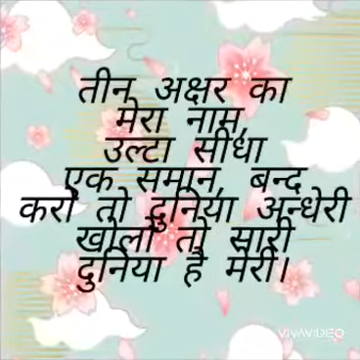 तीन अक्षर का
मेरा नाम,
उल्टा सीधा
एक समान, बन्द
करो तो दुनिया अन्धेरी
खोलो तो सारी
दुनिया है मेरी।
VIVAVIDEO